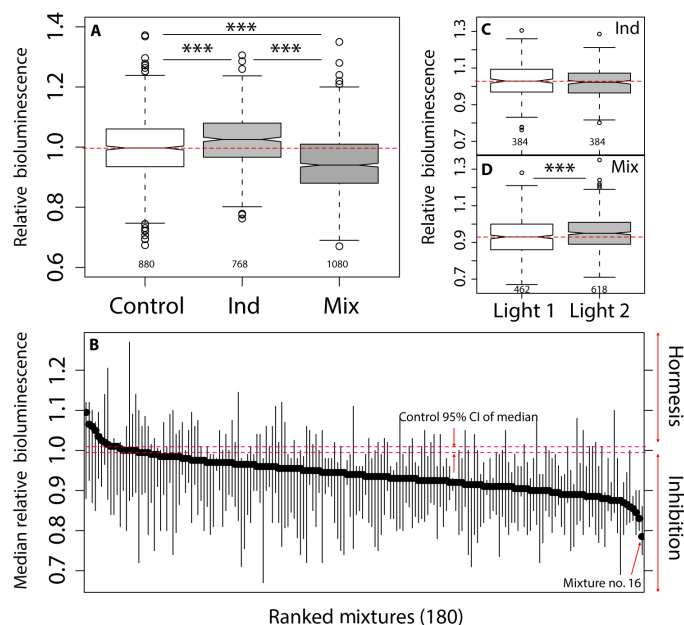 A
***
***
***
Relative bioluminescence
1.4
1.2
1.0
0.8
0.6
880
768
1080
Control
Ind
Mix
C
Ind
Relative bioluminescence
1.3
1.1
0.9
0.7
384
384
D
Mix
***
1.3
1.1
0.9
0.7
462
618
Light 1
Light 2
B
Median relative bioluminescence
1.2
1.1
1.0
0.9
0.8
0.7
Control 95% CI of median
Mixture no. 16
Hormesis
Inhibition
Ranked mixtures (180)